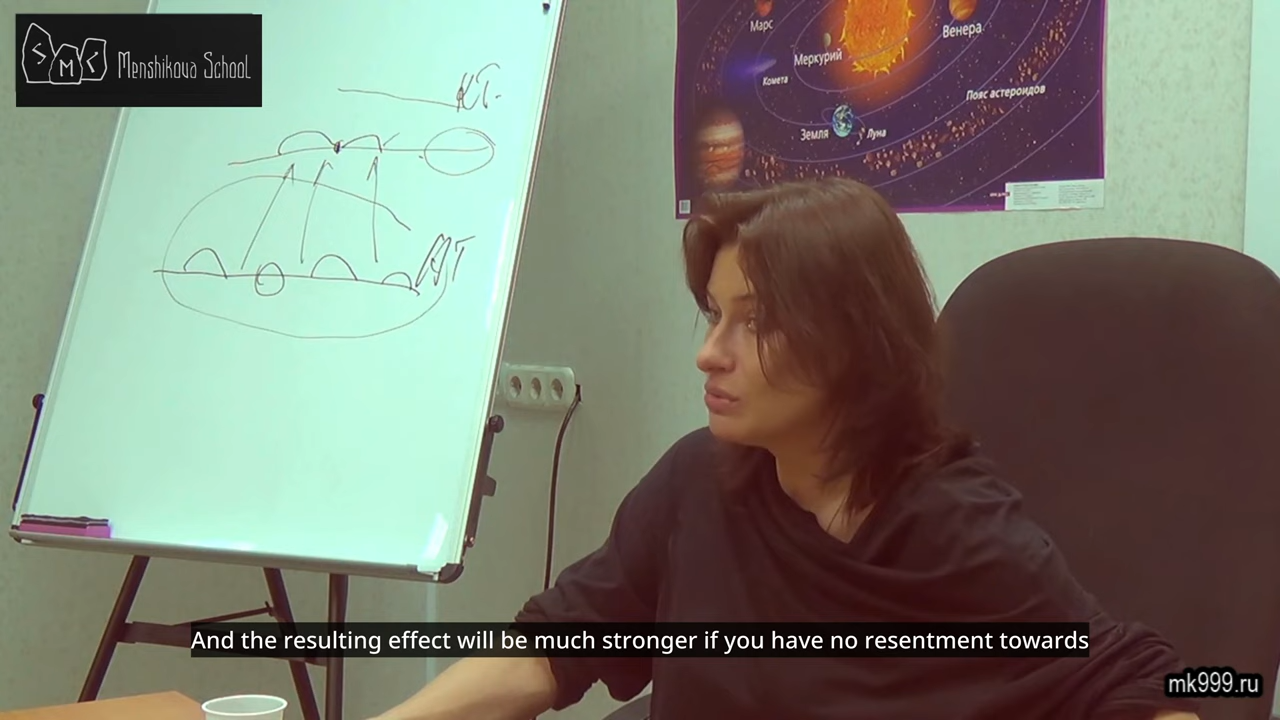 SMS Menshikova School
КТ.
Марс
Венера
Меркурий
Комета
Пояс астероидов
Земля
Луна
And the resulting effect will be much stronger if you have no resentment towards
mk999.ru